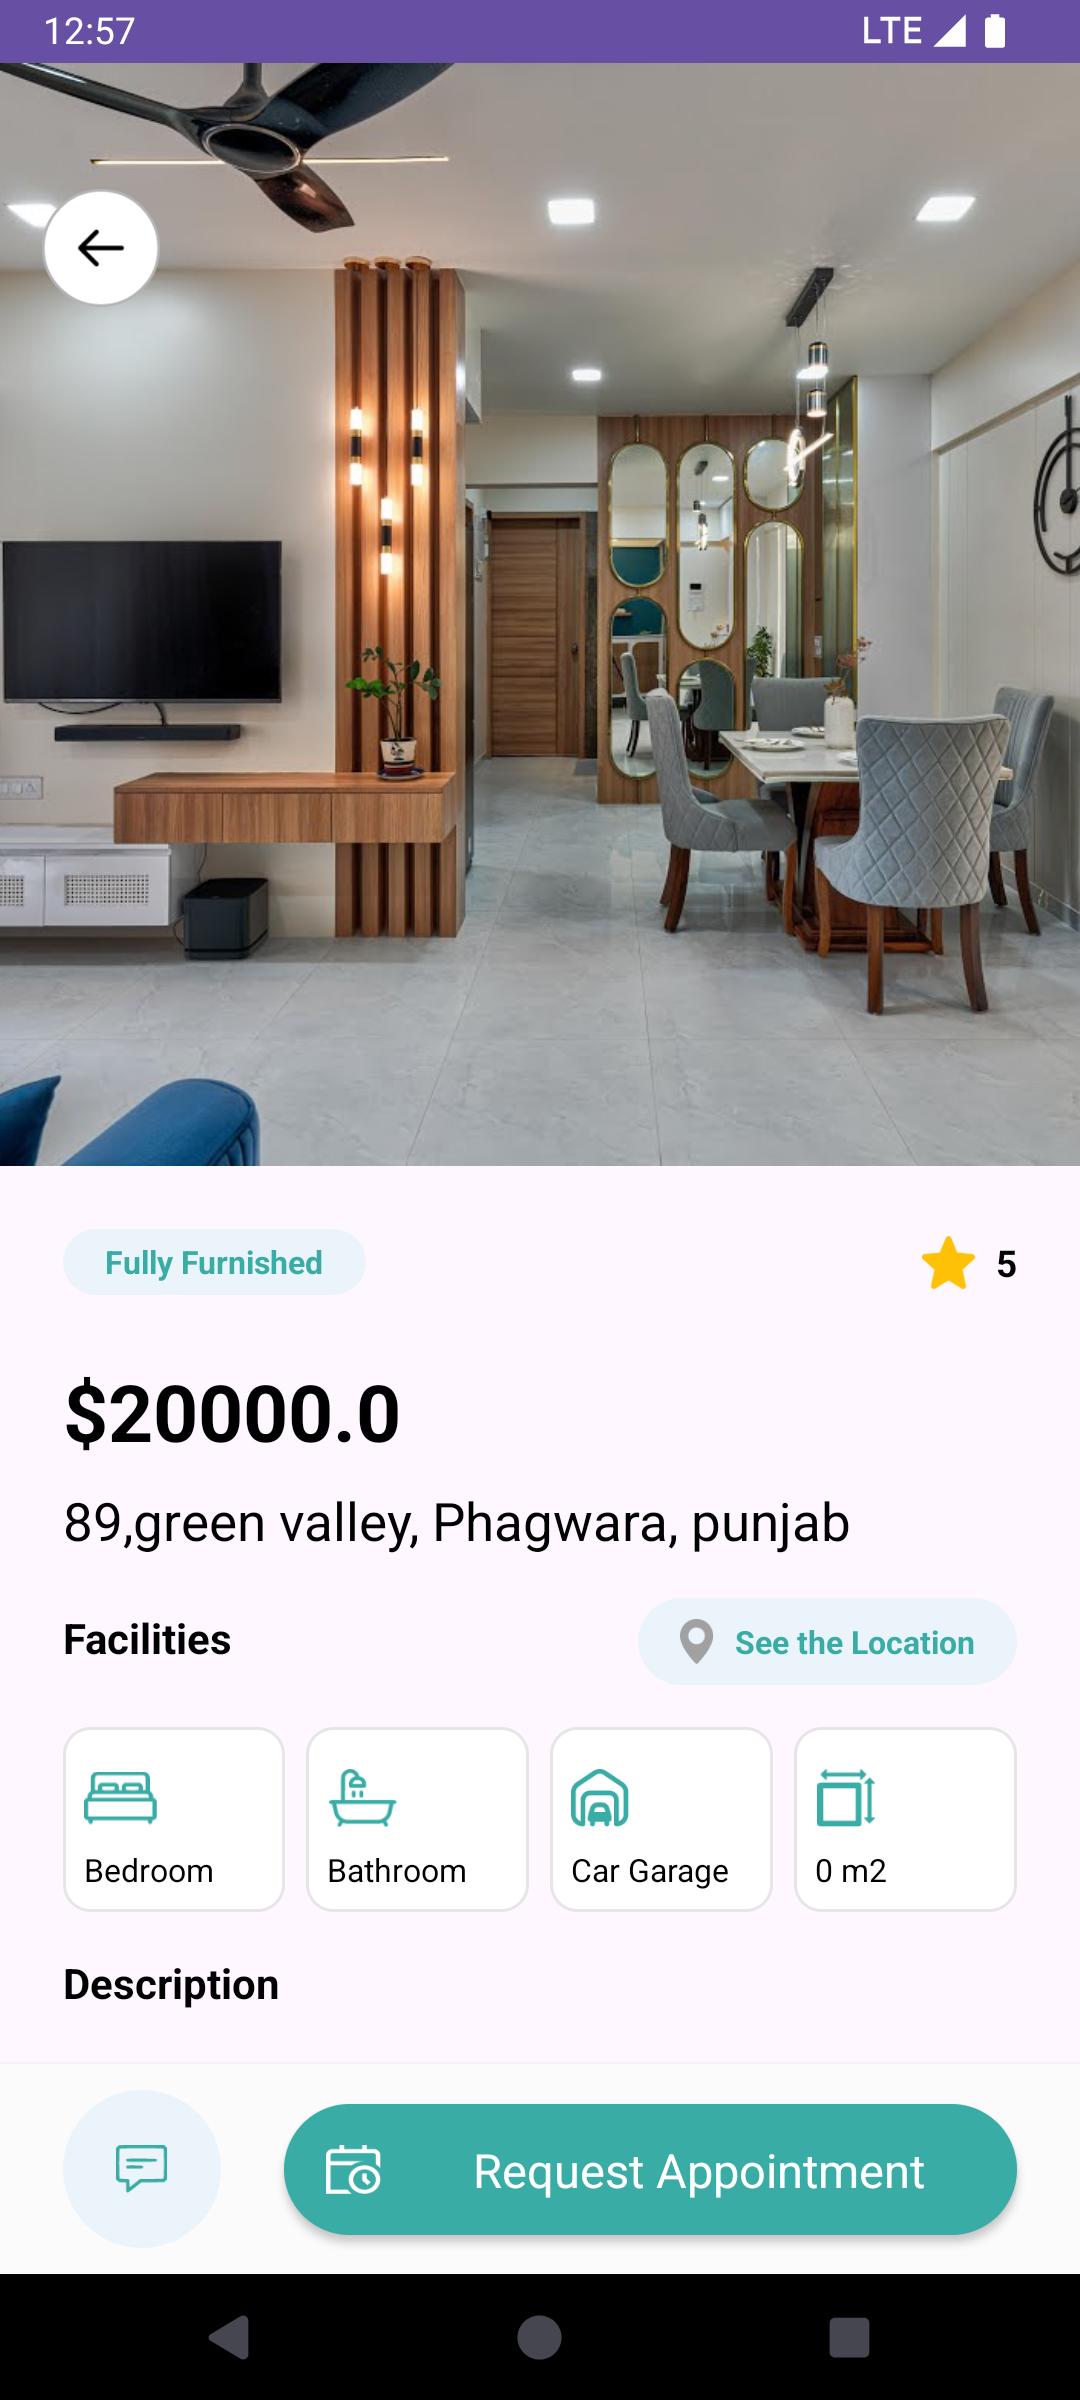 12:57 LTE
Fully Furnished 5
$20000.0
89,green valley, Phagwara, punjab
Facilities See the Location
Bedroom Bathroom Car Garage 0 m2
Description
Request Appointment